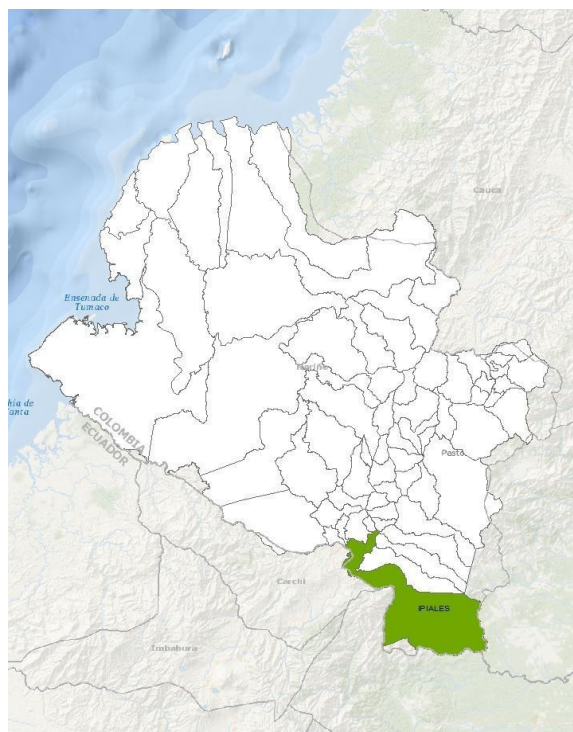 Cauca
Ensenada de
Tumaco
Nariño
hía de
anta
COLOMBIA
ECUADOR
Pasto
Carchi
IPIALES
Imbabura